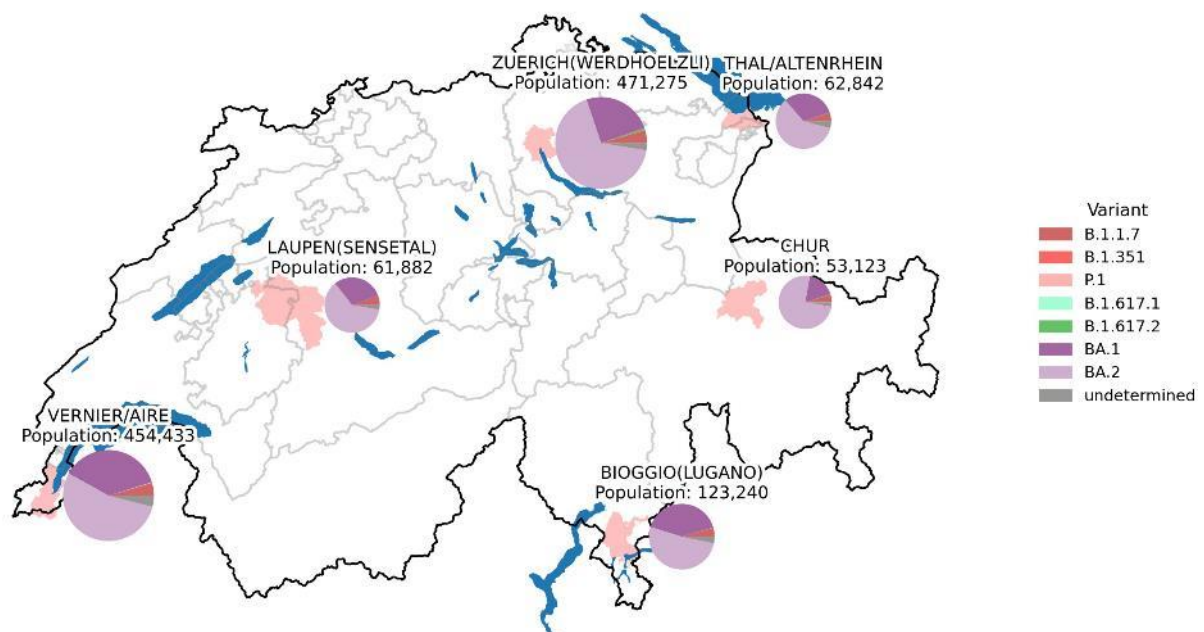 ZUERICH(WERDHOELZLI)
Population: 471,275
THAL/ALTENRHEIN
Population: 62,842
LAUPEN(SENSETAL)
Population: 61,882
CHUR
Population: 53,123
VERNIER/AIRE
Population: 454,433
BIOGGIO(LUGANO)
Population: 123,240
Variant
B.1.1.7
B.1.351
P.1
B.1.617.1
B.1.617.2
BA.1
BA.2
undetermined